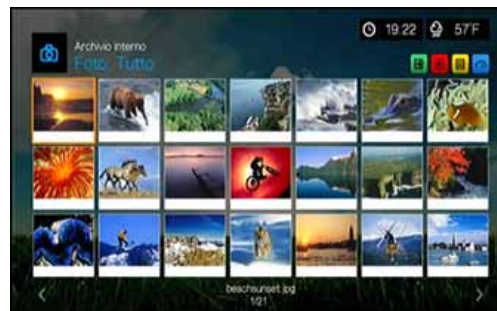 19:22 57°F
Archivio interno
Foto: Tutto
beachsunset.jpg
1/21